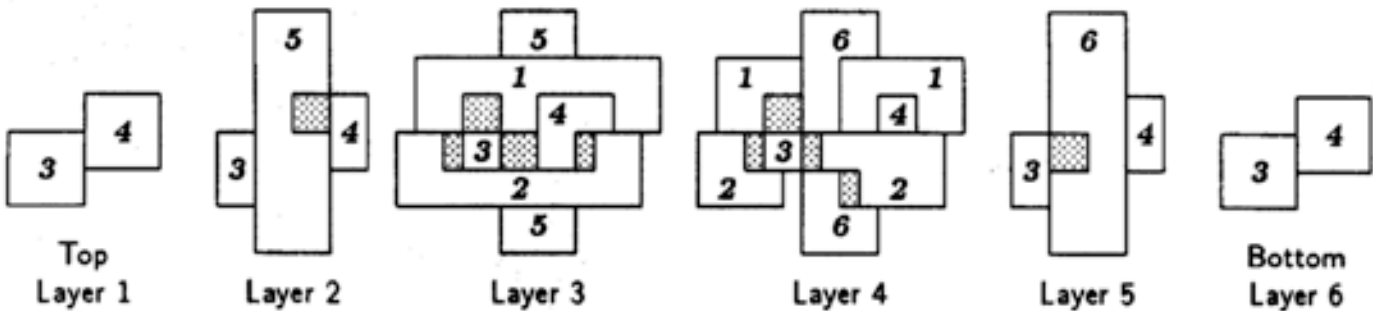 5 5 6 6
1 1 1
4 4 4 4 4 4
3 3 3 3 3 3
2 2 2
5 6
Top Bottom
Layer 1 Layer 2 Layer 3 Layer 4 Layer 5 Layer 6